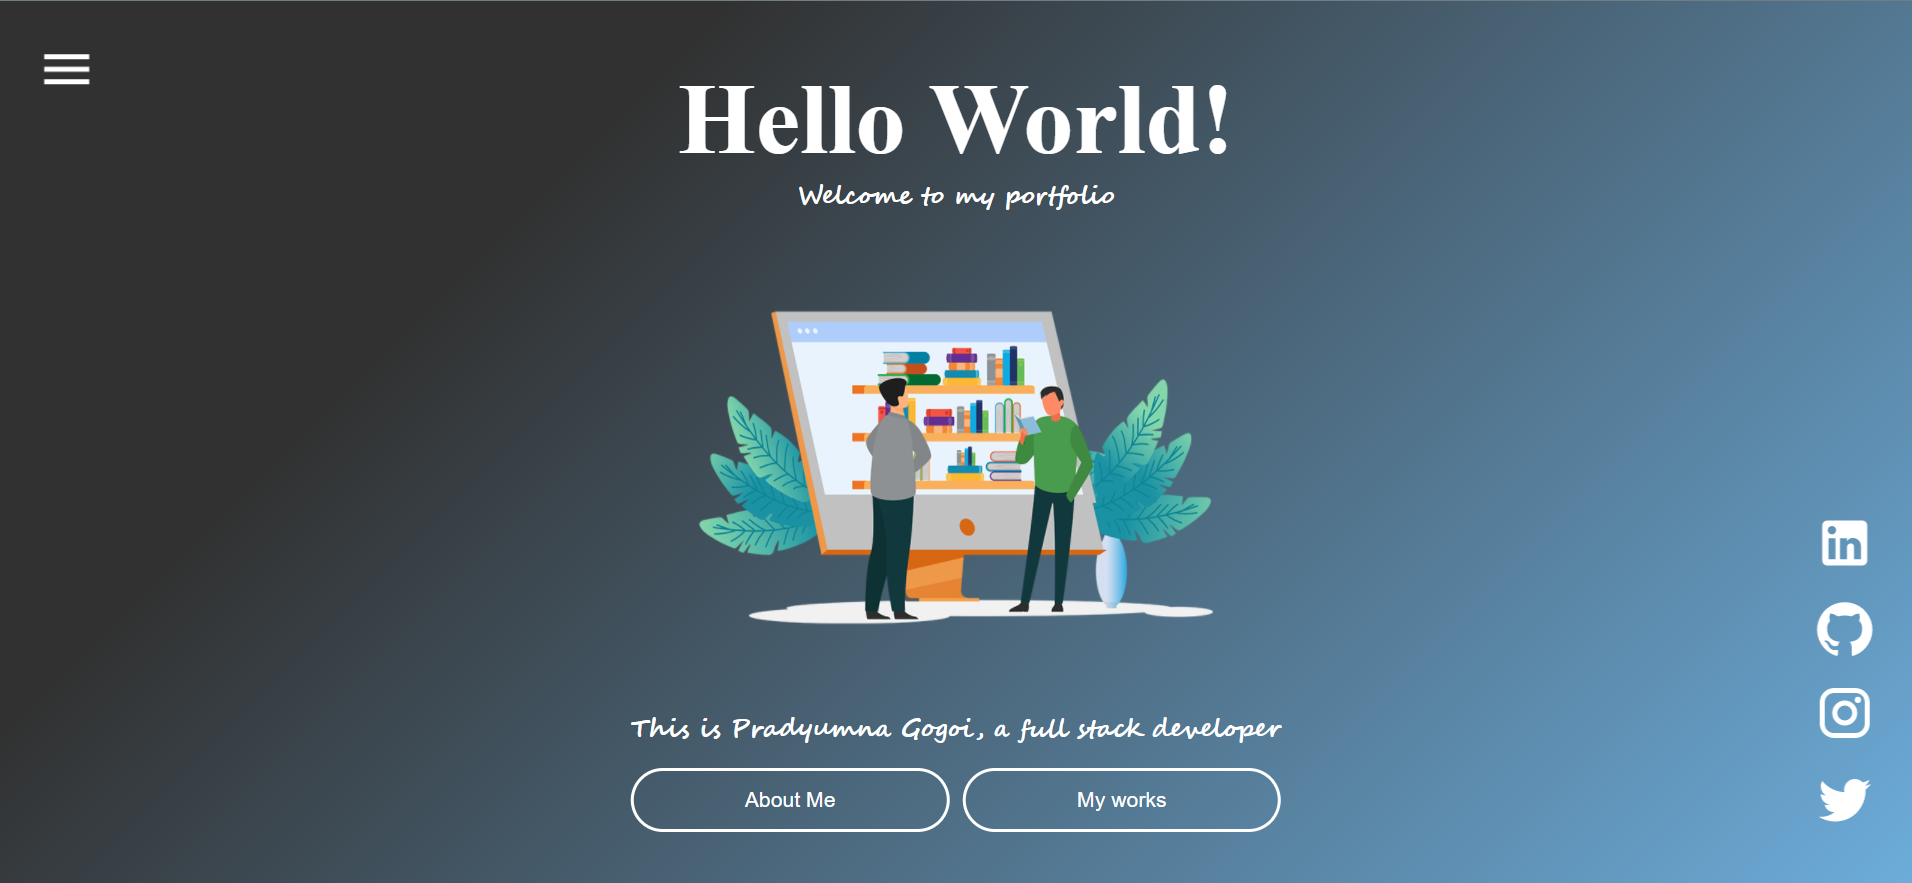 Hello World!
Welcome to my portfolio
This is Pradyumna Gogoi, a full stack developer
About Me
My works
in